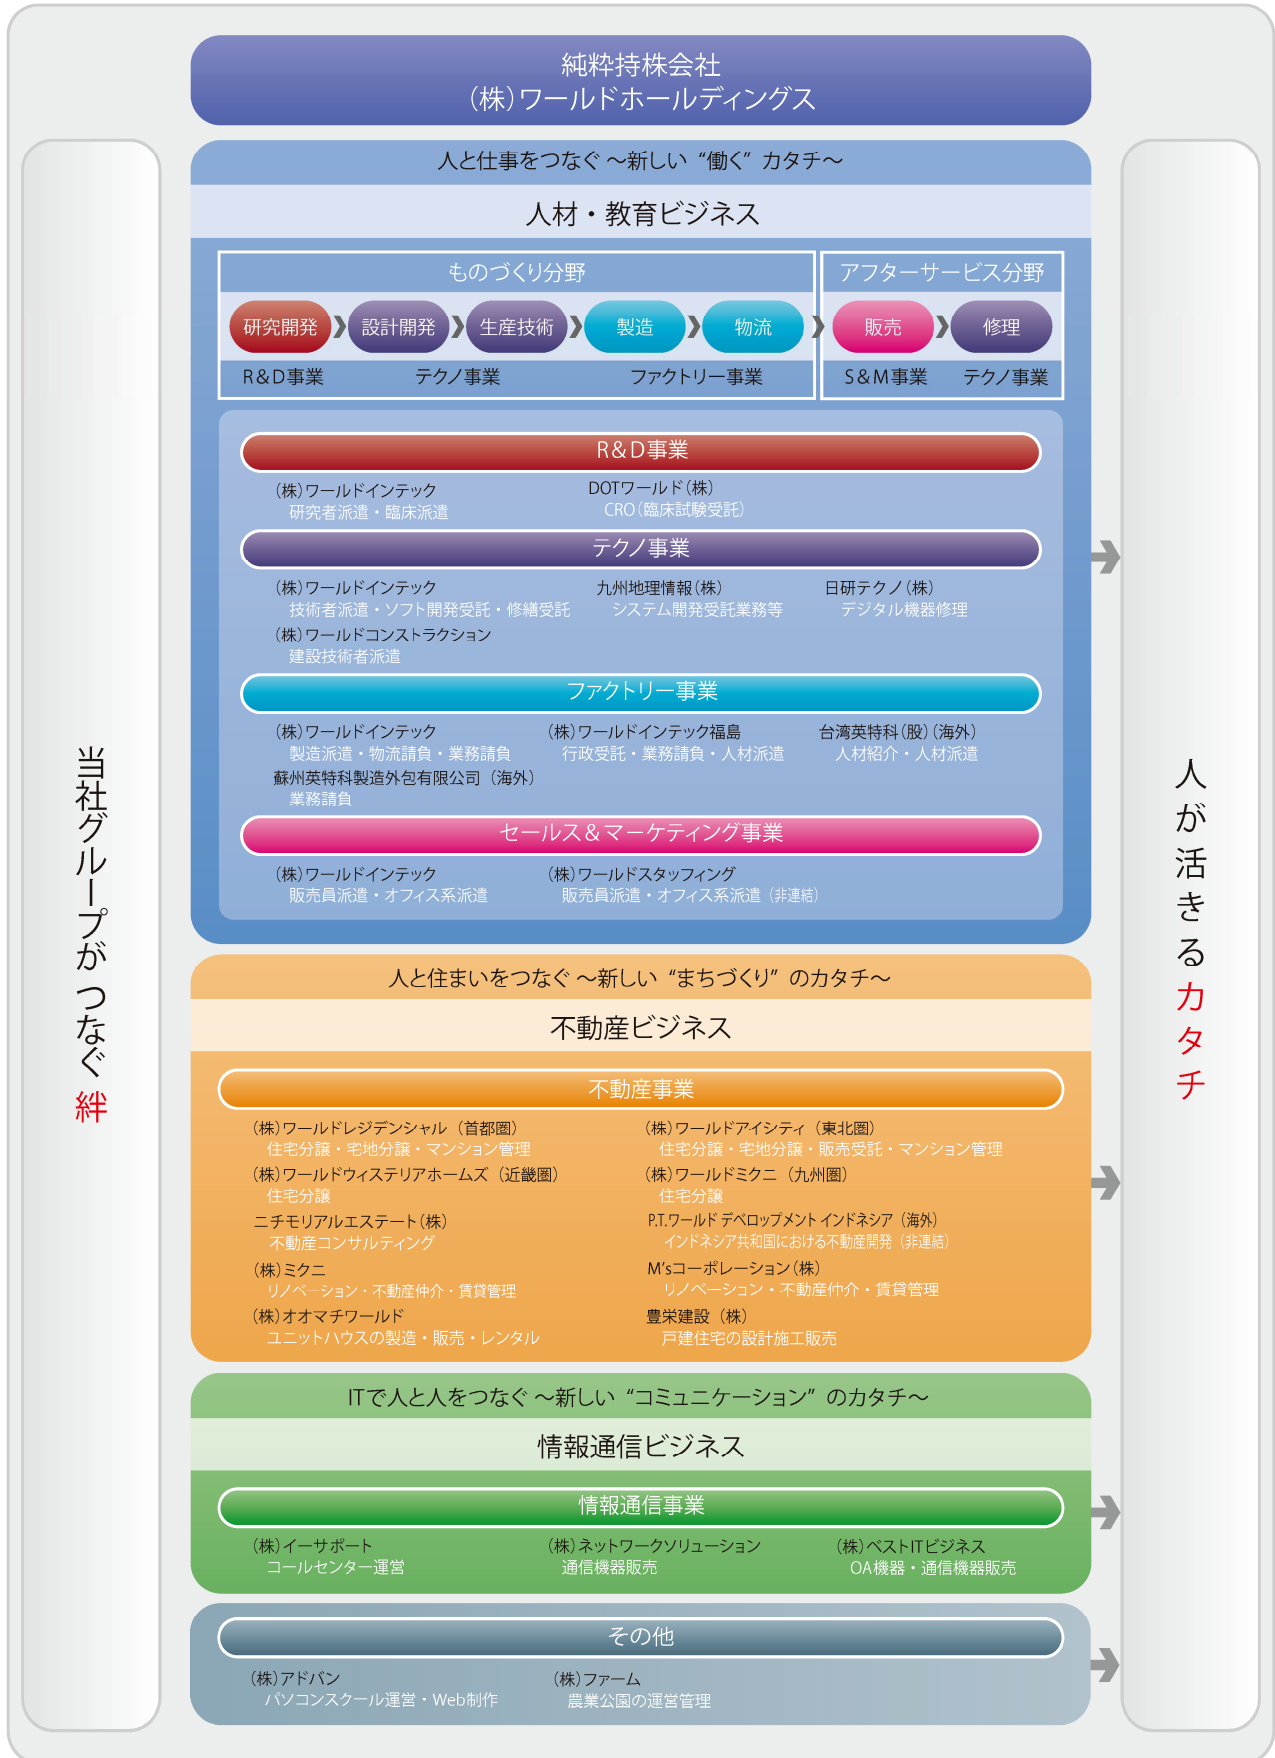 純粋持株会社
(株)ワールドホールディングス
人と仕事をつなぐ ～新しい “働く” カタチ～
人材・教育ビジネス
ものづくり分野
アフターサービス分野
研究開発
設計開発
生産技術
製造
物流
販売
修理
R&D事業
テクノ事業
ファクトリー事業
S&M事業
テクノ事業
R&D事業
(株)ワールドインテック
研究者派遣・臨床派遣
DOTワールド(株)
CRO(臨床試験受託)
テクノ事業
(株)ワールドインテック
技術者派遣・ソフト開発受託・修繕受託
九州地理情報(株)
システム開発受託業務等
日研テクノ(株)
デジタル機器修理
(株)ワールドコンストラクション
建設技術者派遣
ファクトリー事業
(株)ワールドインテック
製造派遣・物流請負・業務請負
(株)ワールドインテック福島
行政受託・業務請負・人材派遣
台湾英特科(股)(海外)
人材紹介・人材派遣
蘇州英特科製造外包有限公司 (海外)
業務請負
セールス&マーケティング事業
(株)ワールドインテック
販売員派遣・オフィス系派遣
(株)ワールドスタッフィング
販売員派遣・オフィス系派遣 (非連結)
人と住まいをつなぐ ～新しい “まちづくり” のカタチ～
不動産ビジネス
不動産事業
(株)ワールドレジデンシャル (首都圏)
住宅分譲・宅地分譲・マンション管理
(株)ワールドアイシティ (東北圏)
住宅分譲・宅地分譲・販売受託・マンション管理
(株)ワールドウィステリアホームズ (近畿圏)
住宅分譲
(株)ワールドミクニ (九州圏)
住宅分譲
ニチモリアルエステート(株)
不動産コンサルティング
P.T.ワールド デベロップメント インドネシア (海外)
インドネシア共和国における不動産開発 (非連結)
(株)ミクニ
リノベーション・不動産仲介・賃貸管理
M'sコーポレーション(株)
リノベーション・不動産仲介・賃貸管理
(株)オオマチワールド
ユニットハウスの製造・販売・レンタル
豊栄建設 (株)
戸建住宅の設計施工販売
ITで人と人をつなぐ ～新しい “コミュニケーション” のカタチ～
情報通信ビジネス
情報通信事業
(株)イーサポート
コールセンター運営
(株)ネットワークソリューション
通信機器販売
(株)ベストITビジネス
OA機器・通信機器販売
その他
(株)アドバン
パソコンスクール運営・Web制作
(株)ファーム
農業公園の運営管理
当社グループが つなぐ 絆
人が活きるカタチ